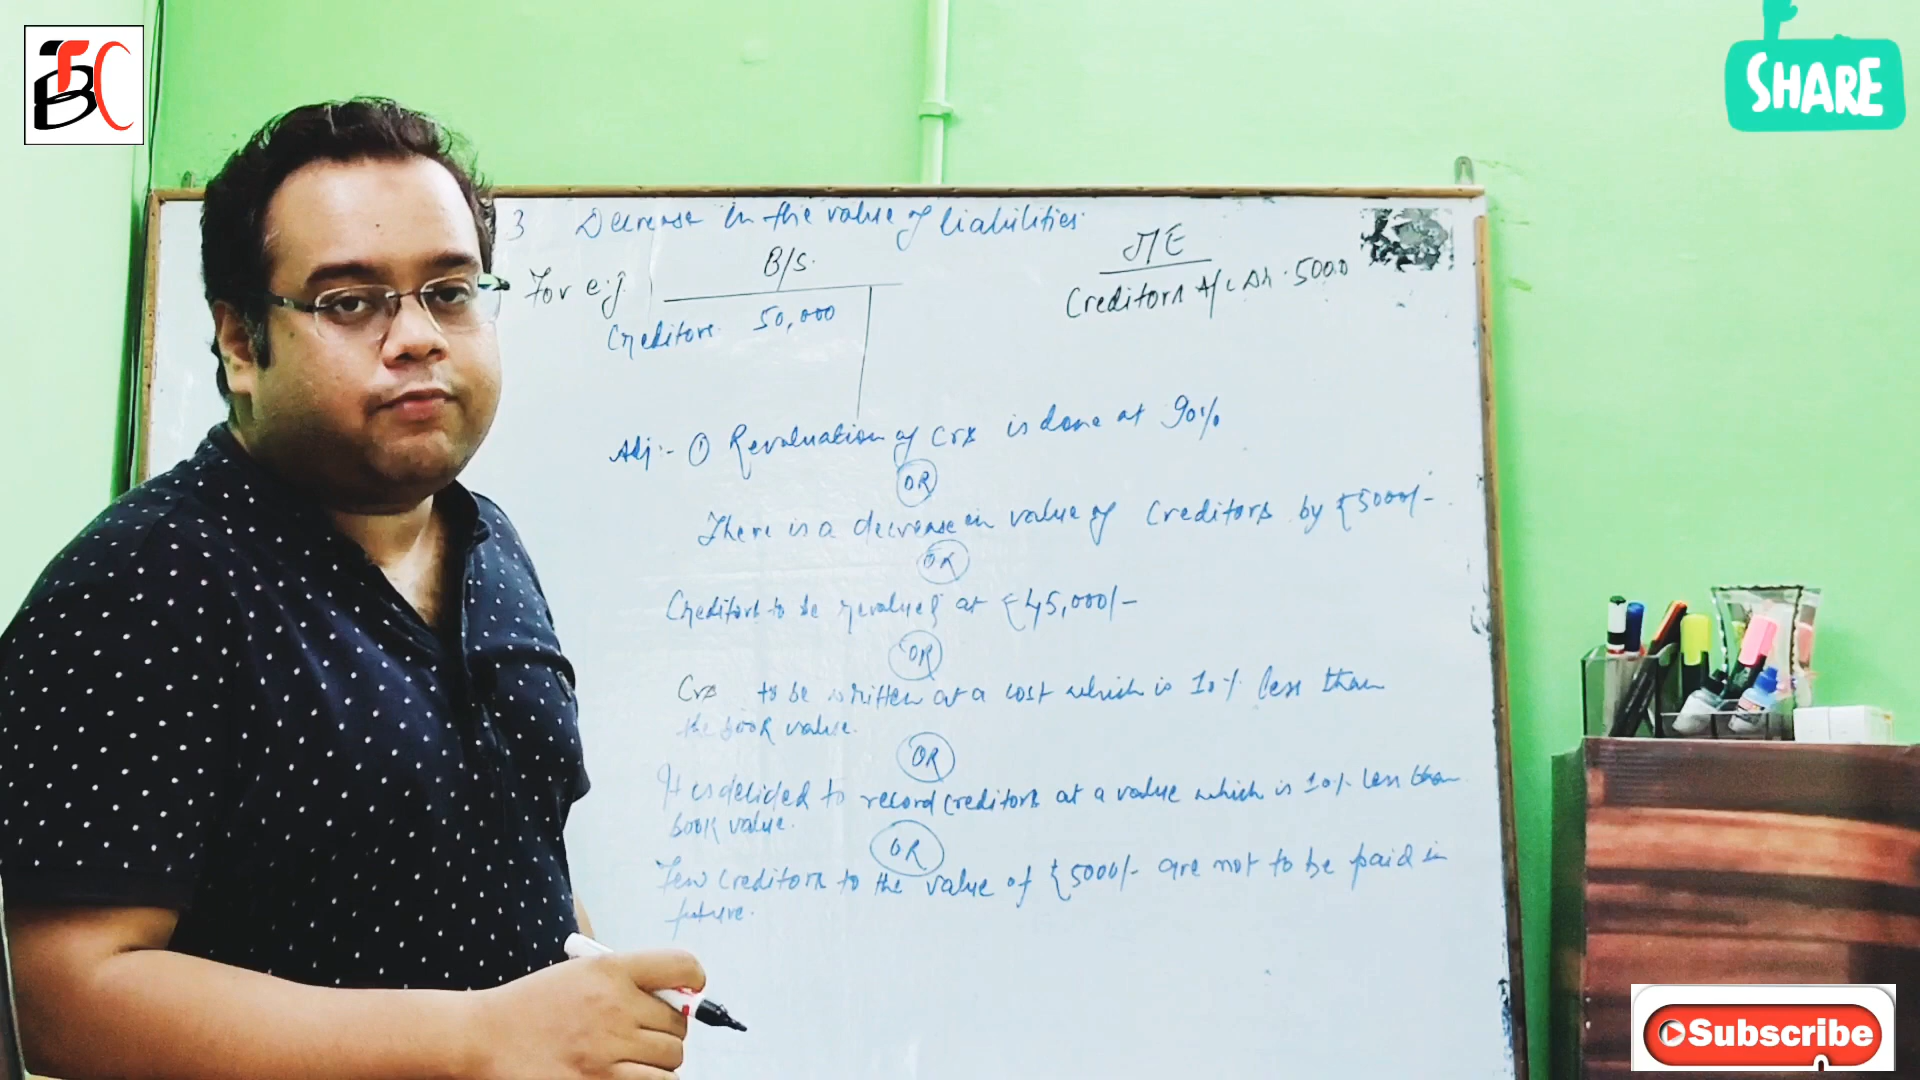 TBC
SHARE
3 Decrease in the value of liabilities
For e.g.
B/S.
Creditors 50,000
J/E
Creditors A/c Dr. 5000
Adj:- ① Revaluation of Crs is done at 90%
OR
There is a decrease in value of Creditors by ₹5000/-
OR
Creditors to be revalued at ₹45,000/-
OR
Crs to be written at a cost which is 10% less than
the book value.
OR
It is decided to record creditors at a value which is 10% less than
book value.
OR
Few Creditors to the value of ₹5000/- are not to be paid in
future.
Subscribe